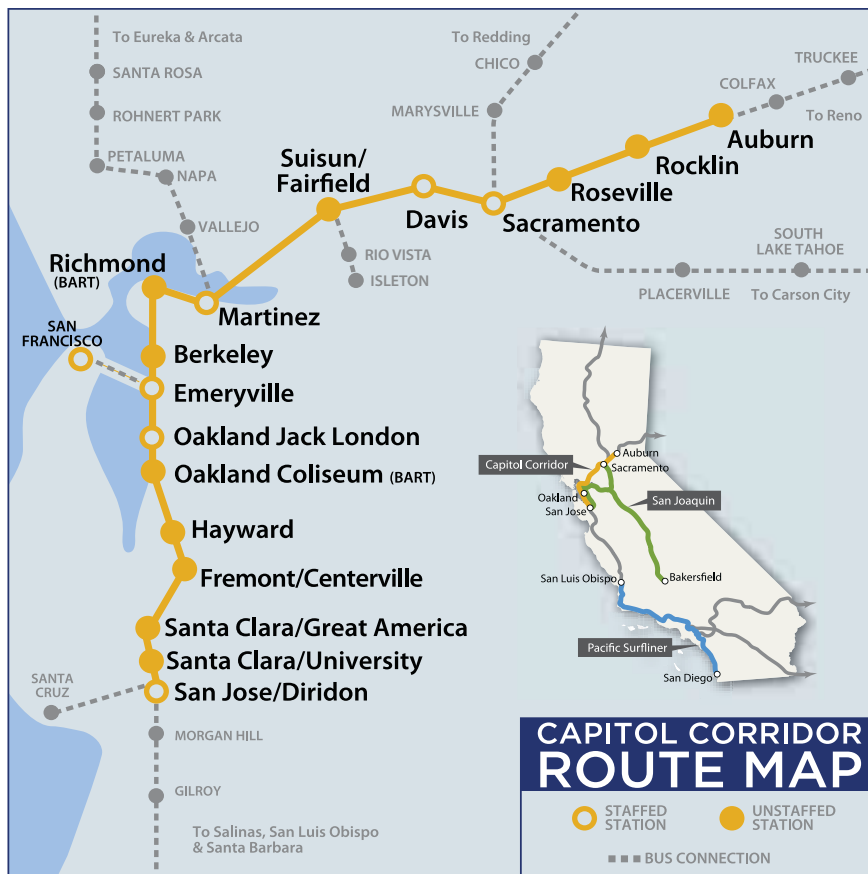 To Eureka & Arcata
SANTA ROSA
ROHNERT PARK
PETALUMA
NAPA
VALLEJO
To Redding
CHICO
MARYSVILLE
TRUCKEE
COLFAX
To Reno
Auburn
Rocklin
Roseville
Sacramento
Davis
Suisun/
Fairfield
RIO VISTA
ISLETON
SOUTH
LAKE TAHOE
PLACERVILLE
To Carson City
Richmond
(BART)
Martinez
SAN
FRANCISCO
Berkeley
Emeryville
Oakland Jack London
Oakland Coliseum (BART)
Hayward
Fremont/Centerville
Santa Clara/Great America
Santa Clara/University
San Jose/Diridon
SANTA
CRUZ
MORGAN HILL
GILROY
To Salinas, San Luis Obispo
& Santa Barbara
Auburn
Sacramento
Capitol Corridor
Oakland
San Jose
San Joaquin
San Luis Obispo
Bakersfield
Pacific Surfliner
San Diego
CAPITOL CORRIDOR
ROUTE MAP
STAFFED
STATION
UNSTAFFED
STATION
BUS CONNECTION